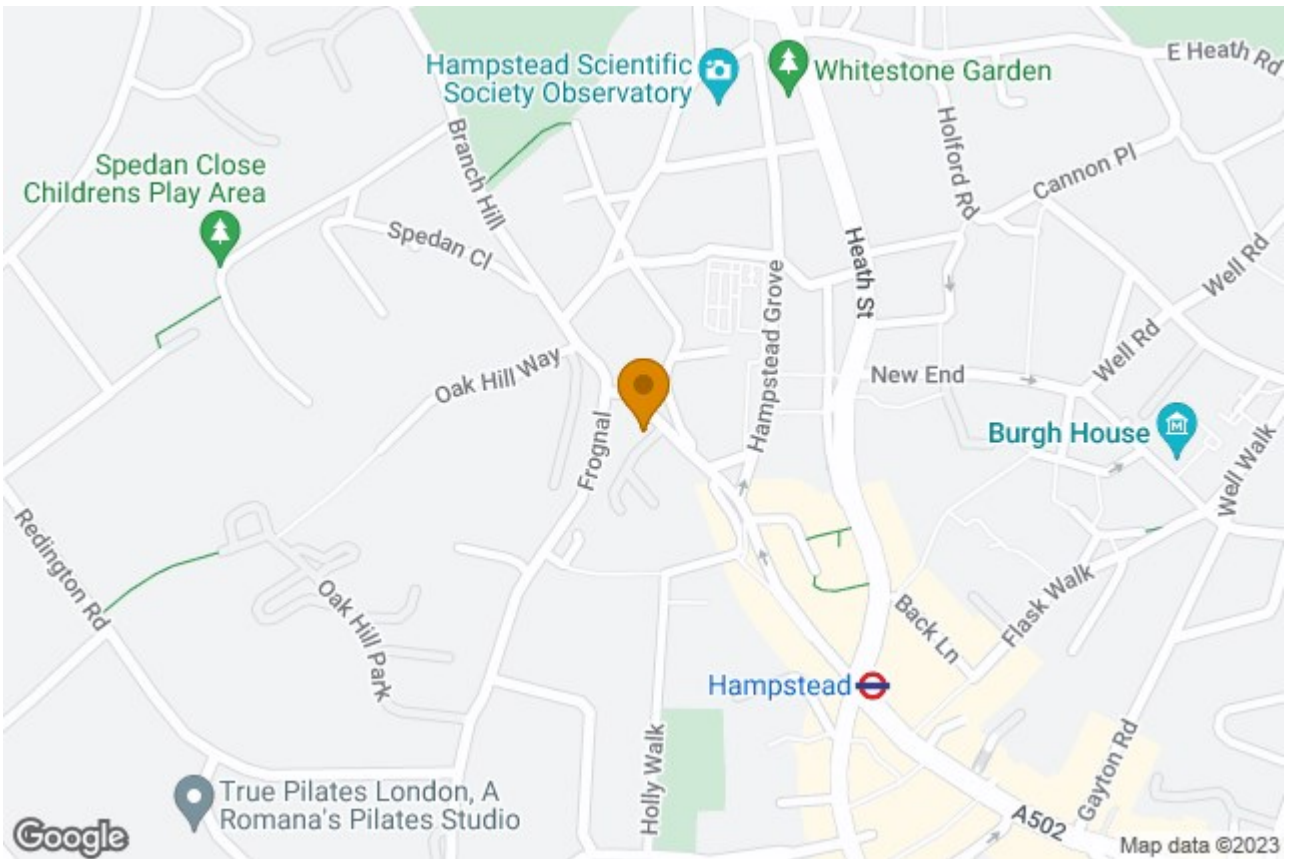 Hampstead Scientific
Society Observatory
Whitestone Garden
E Heath Rd
Branch Hill
Holford Rd
Spedan Close
Childrens Play Area
Cannon Pl
Spedan Cl
Heath St
Well Rd
Hampstead Grove
Oak Hill Way
New End
Well Rd
Frognal
Burgh House
M
Well Walk
Redington Rd
Oak Hill Park
Flask Walk
Back Ln
Hampstead
Holly Walk
Gayton Rd
True Pilates London, A
Romana's Pilates Studio
A502
Google
Map data ©2023